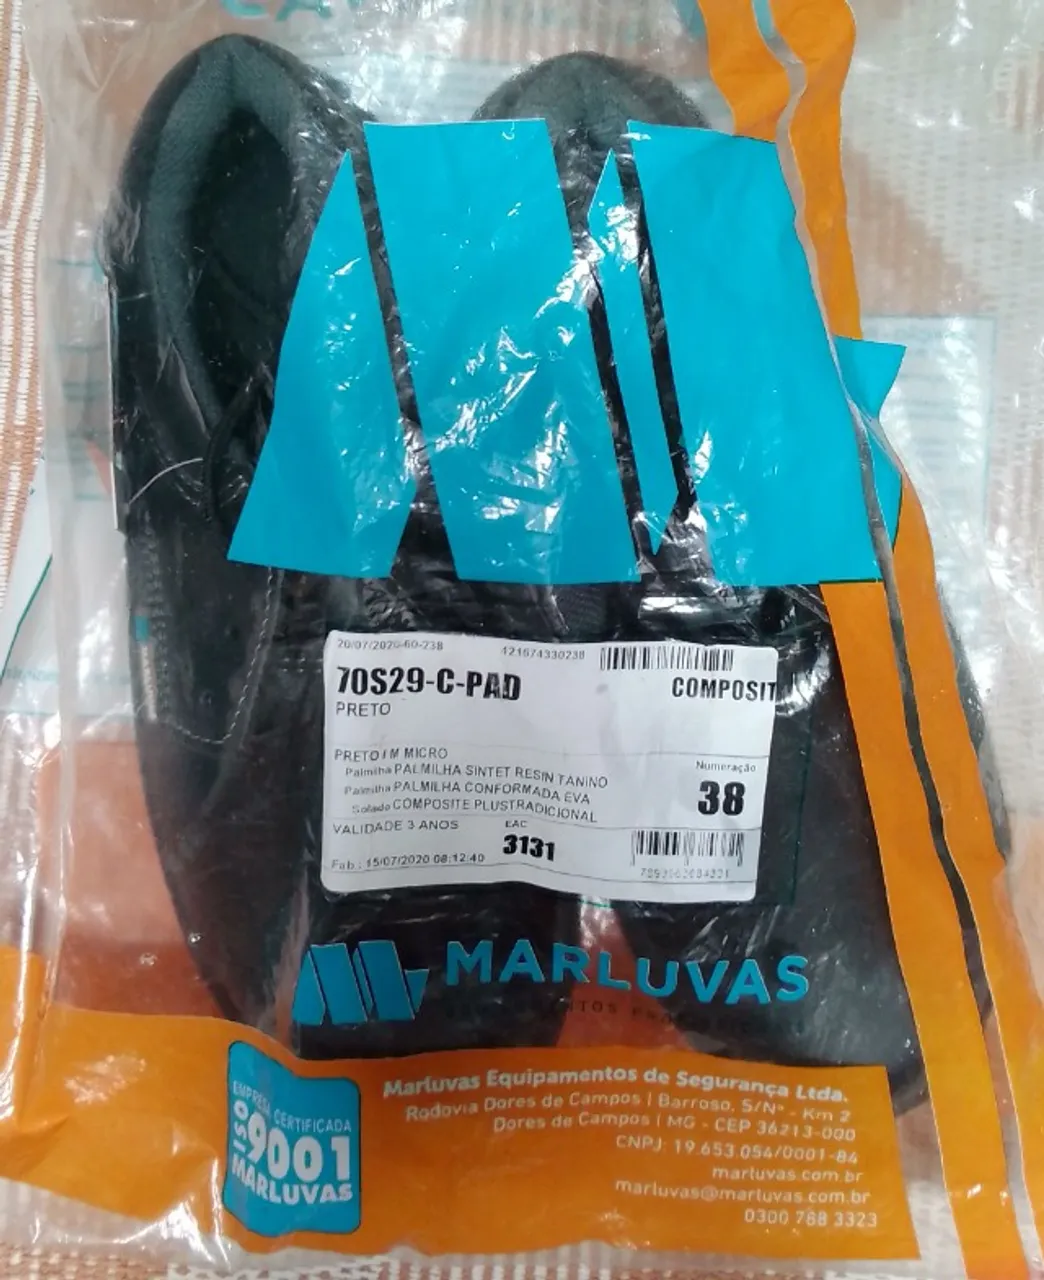 20/07/2020-60-238
421674330238
70S29-C-PAD
COMPOSIT
PRETO
PRETO / M MICRO
Palmilha PALMILHA SINTET RESIN TANINO
Palmilha PALMILHA CONFORMADA EVA
Solado COMPOSITE PLUSTRADICIONAL
Numeração
38
VALIDADE 3 ANOS
EAC
3131
Fab.: 15/07/2020 08:12:40
MARLUVAS
EMPRESA CERTIFICADA
ISO
9001
MARLUVAS
Marluvas Equipamentos de Segurança Ltda.
Rodovia Dores de Campos | Barroso, S/Nº - Km 2
Dores de Campos | MG - CEP 36213-000
CNPJ: 19.653.054/0001-84
marluvas.com.br
marluvas@marluvas.com.br
0300 788 3323